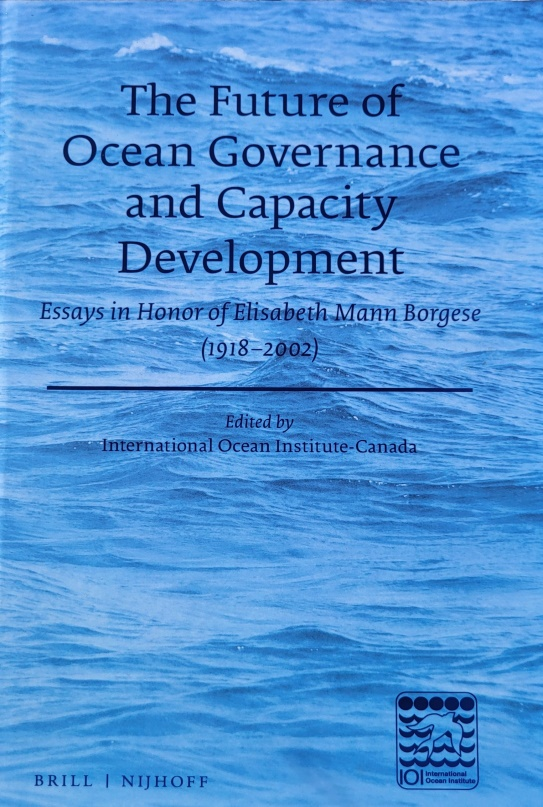 The Future of
Ocean Governance
and Capacity
Development
Essays in Honor of Elisabeth Mann Borgese
(1918–2002)
Edited by
International Ocean Institute-Canada
IOI International
Ocean Institute
BRILL | NIJHOFF